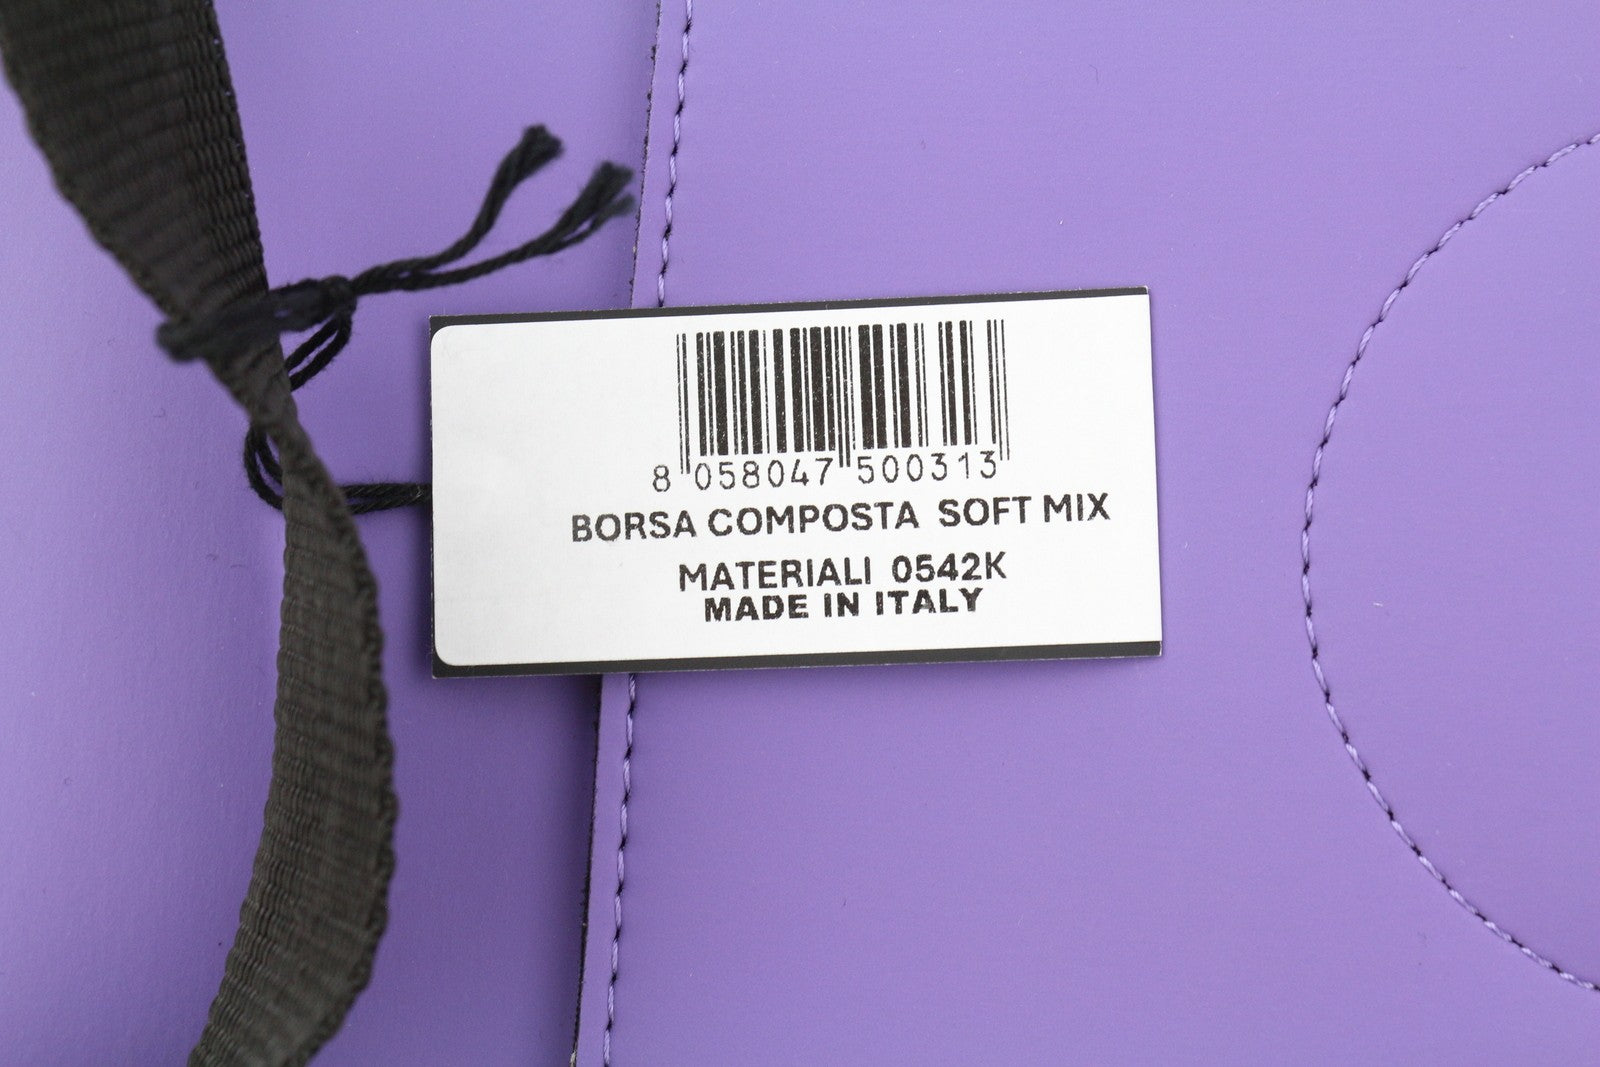 8 058047 500313
BORSA COMPOSTA SOFT MIX
MATERIALI 0542K
MADE IN ITALY